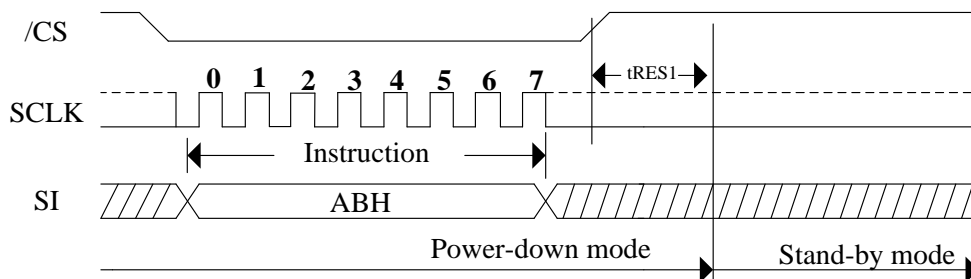 /CS
tRES1
0 1 2 3 4 5 6 7
SCLK
Instruction
SI
ABH
Power-down mode
Stand-by mode